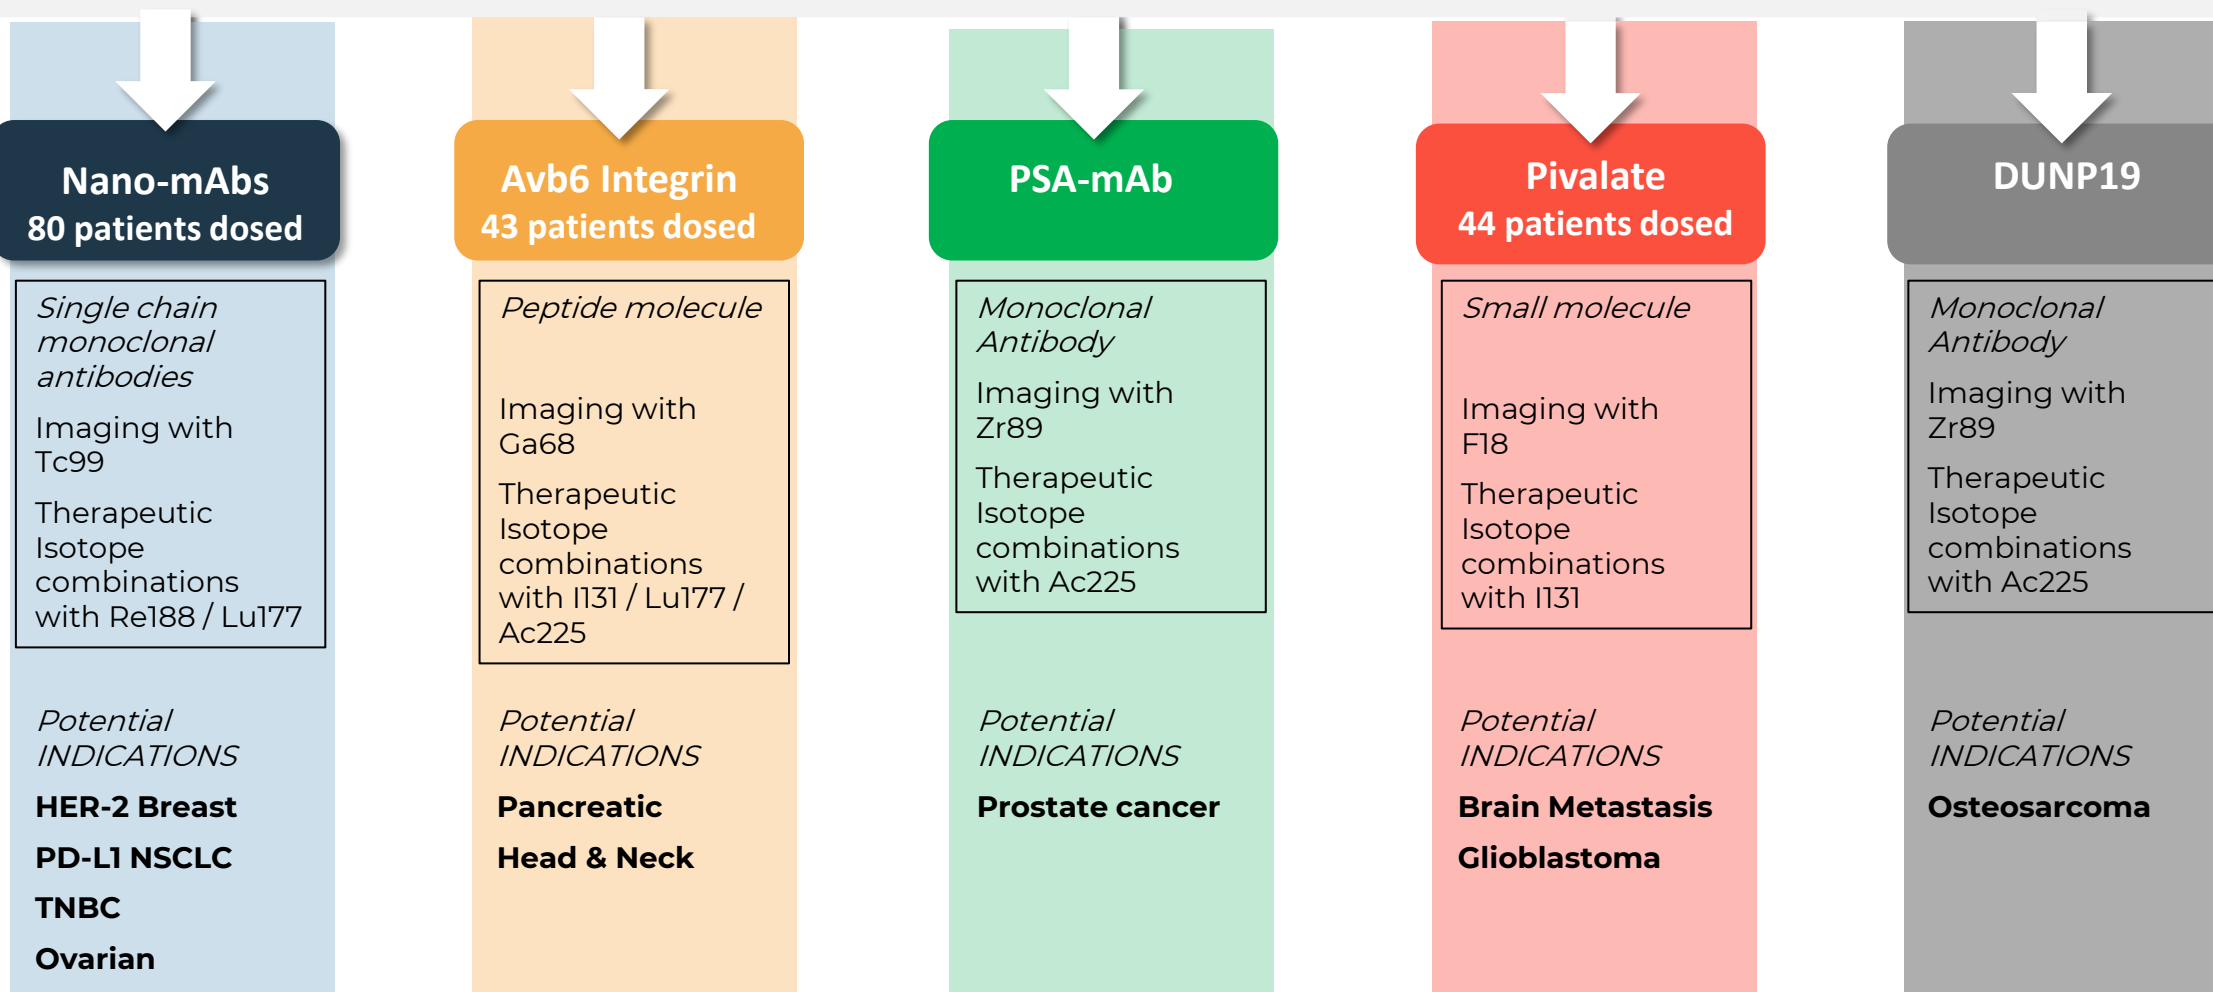 Nano-mAbs
80 patients dosed
Single chain
monoclonal
antibodies
Imaging with
Tc99
Therapeutic
Isotope
combinations
with Re188 / Lu177
Potential
INDICATIONS
HER-2 Breast
PD-L1 NSCLC
TNBC
Ovarian
Avb6 Integrin
43 patients dosed
Peptide molecule
Imaging with
Ga68
Therapeutic
Isotope
combinations
with I131 / Lu177 /
Ac225
Potential
INDICATIONS
Pancreatic
Head & Neck
PSA-mAb
Monoclonal
Antibody
Imaging with
Zr89
Therapeutic
Isotope
combinations
with Ac225
Potential
INDICATIONS
Prostate cancer
Pivalate
44 patients dosed
Small molecule
Imaging with
F18
Therapeutic
Isotope
combinations
with I131
Potential
INDICATIONS
Brain Metastasis
Glioblastoma
DUNP19
Monoclonal
Antibody
Imaging with
Zr89
Therapeutic
Isotope
combinations
with Ac225
Potential
INDICATIONS
Osteosarcoma